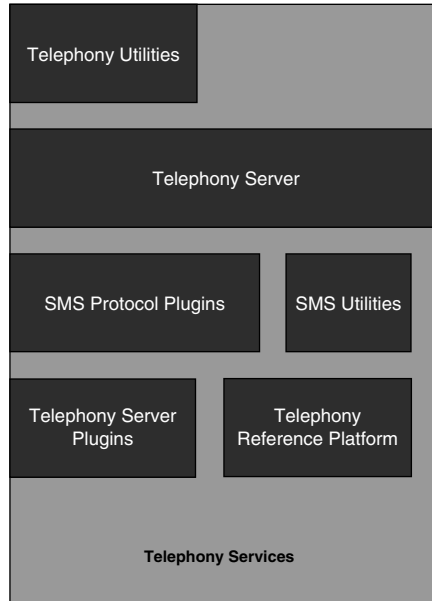 Telephony Utilities
Telephony Server
SMS Protocol Plugins
SMS Utilities
Telephony Server
Plugins
Telephony
Reference Platform
Telephony Services